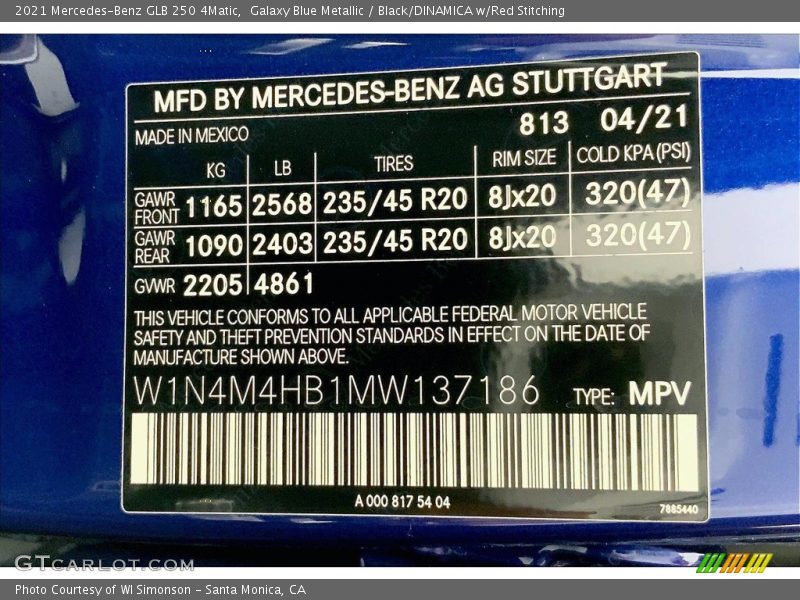 2021 Mercedes-Benz GLB 250 4Matic, Galaxy Blue Metallic / Black/DINAMICA w/Red Stitching
MFD BY MERCEDES-BENZ AG STUTTGART
813 04/21
MADE IN MEXICO
KG LB TIRES RIM SIZE COLD KPA (PSI)
GAWR FRONT 1165 2568 235/45 R20 8Jx20 320(47)
GAWR REAR 1090 2403 235/45 R20 8Jx20 320(47)
GVWR 2205 4861
THIS VEHICLE CONFORMS TO ALL APPLICABLE FEDERAL MOTOR VEHICLE
SAFETY AND THEFT PREVENTION STANDARDS IN EFFECT ON THE DATE OF
MANUFACTURE SHOWN ABOVE.
W1N4M4HB1MW137186 TYPE: MPV
A 000 817 54 04
7885440
GTCARLOT.COM
Photo Courtesy of WI Simonson - Santa Monica, CA